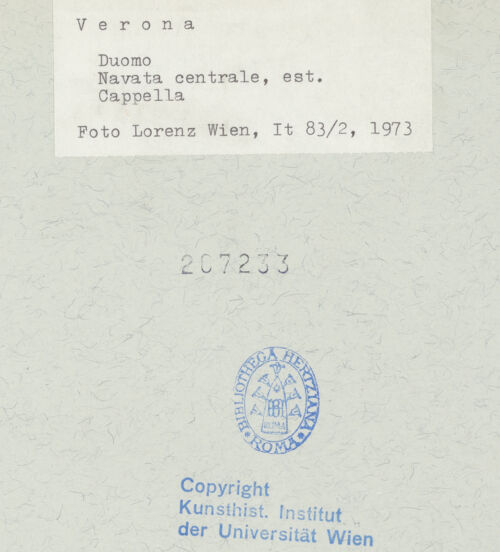 V e r o n a
Duomo
Navata centrale, est.
Cappella
Foto Lorenz Wien, It 83/2, 1973
207233
BIBLIOTHECA HERTZIANA
ROMA
ROMA
Copyright
Kunsthist. Institut
der Universität Wien